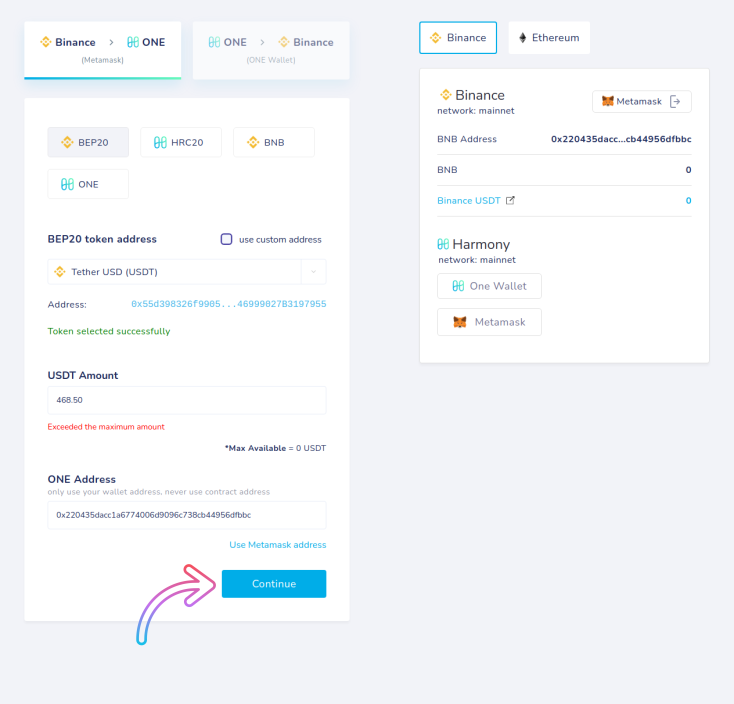 Binance > ONE
(Metamask)
ONE > Binance
(ONE Wallet)
BEP20
HRC20
BNB
ONE
BEP20 token address
use custom address
Tether USD (USDT)
Address: 0x55d398326f9905...46999027B3197955
Token selected successfully
USDT Amount
468.50
Exceeded the maximum amount
*Max Available = 0 USDT
ONE Address
only use your wallet address, never use contract address
0x220435dacc1a6774006d9096c738cb44956dfbbc
Use Metamask address
Continue
Binance
Ethereum
Binance
network: mainnet
Metamask
BNB Address 0x220435dacc...cb44956dfbbc
BNB 0
Binance USDT 0
Harmony
network: mainnet
One Wallet
Metamask